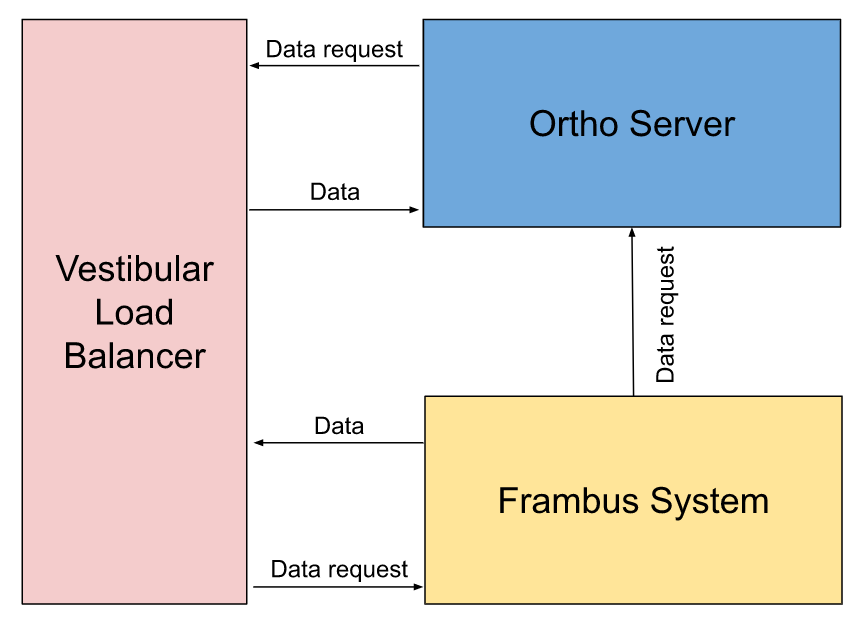 Data request
Ortho Server
Data
Vestibular
Load
Balancer
Data request
Data
Frambus System
Data request